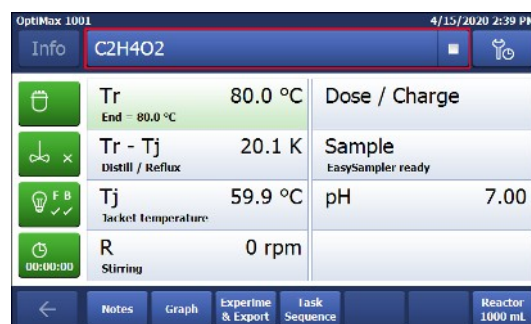 OptiMax 1001 4/15/2020 2:39 PM
Info C2H4O2
Tr 80.0 °C
End = 80.0 °C
Dose / Charge
Tr - Tj 20.1 K
Distill / Reflux
Sample
EasySampler ready
F B
Tj 59.9 °C
Jacket temperature
pH 7.00
00:00:00
R 0 rpm
Stirring
Notes Graph Experime Task Reactor
& Export Sequence 1000 mL